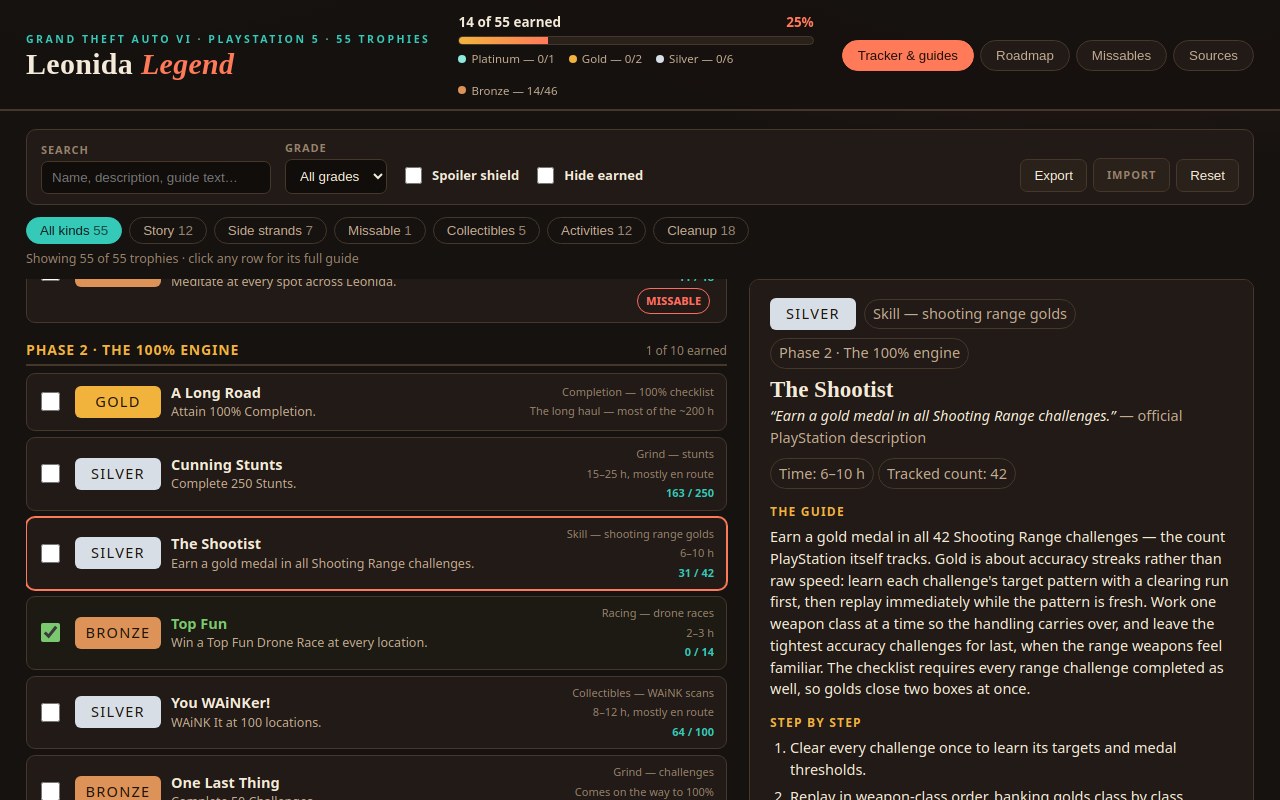 GRAND THEFT AUTO VI · PLAYSTATION 5 · 55 TROPHIES
Leonida Legend
14 of 55 earned
25%
Platinum — 0/1
Gold — 0/2
Silver — 0/6
Bronze — 14/46
Tracker & guides
Roadmap
Missables
Sources
SEARCH
Name, description, guide text…
GRADE
All grades
Spoiler shield
Hide earned
Export
IMPORT
Reset
All kinds 55
Story 12
Side strands 7
Missable 1
Collectibles 5
Activities 12
Cleanup 18
Showing 55 of 55 trophies · click any row for its full guide
Meditate at every spot across Leonida.
MISSABLE
PHASE 2 · THE 100% ENGINE
1 of 10 earned
GOLD
A Long Road
Attain 100% Completion.
Completion — 100% checklist
The long haul — most of the ~200 h
SILVER
Cunning Stunts
Complete 250 Stunts.
Grind — stunts
15–25 h, mostly en route
163 / 250
SILVER
The Shootist
Earn a gold medal in all Shooting Range challenges.
Skill — shooting range golds
6–10 h
31 / 42
BRONZE
Top Fun
Win a Top Fun Drone Race at every location.
Racing — drone races
2–3 h
0 / 14
SILVER
You WAiNKer!
WAiNK It at 100 locations.
Collectibles — WAiNK scans
8–12 h, mostly en route
64 / 100
BRONZE
One Last Thing
Complete 50 Challenges.
Grind — challenges
Comes on the way to 100%
SILVER
Skill — shooting range golds
Phase 2 · The 100% engine
The Shootist
“Earn a gold medal in all Shooting Range challenges.” — official
PlayStation description
Time: 6–10 h
Tracked count: 42
THE GUIDE
Earn a gold medal in all 42 Shooting Range challenges — the count
PlayStation itself tracks. Gold is about accuracy streaks rather than
raw speed: learn each challenge's target pattern with a clearing run
first, then replay immediately while the pattern is fresh. Work one
weapon class at a time so the handling carries over, and leave the
tightest accuracy challenges for last, when the range weapons feel
familiar. The checklist requires every range challenge completed as
well, so golds close two boxes at once.
STEP BY STEP
1. Clear every challenge once to learn its targets and medal
thresholds.
2. Replay in weapon-class order, banking golds class by class